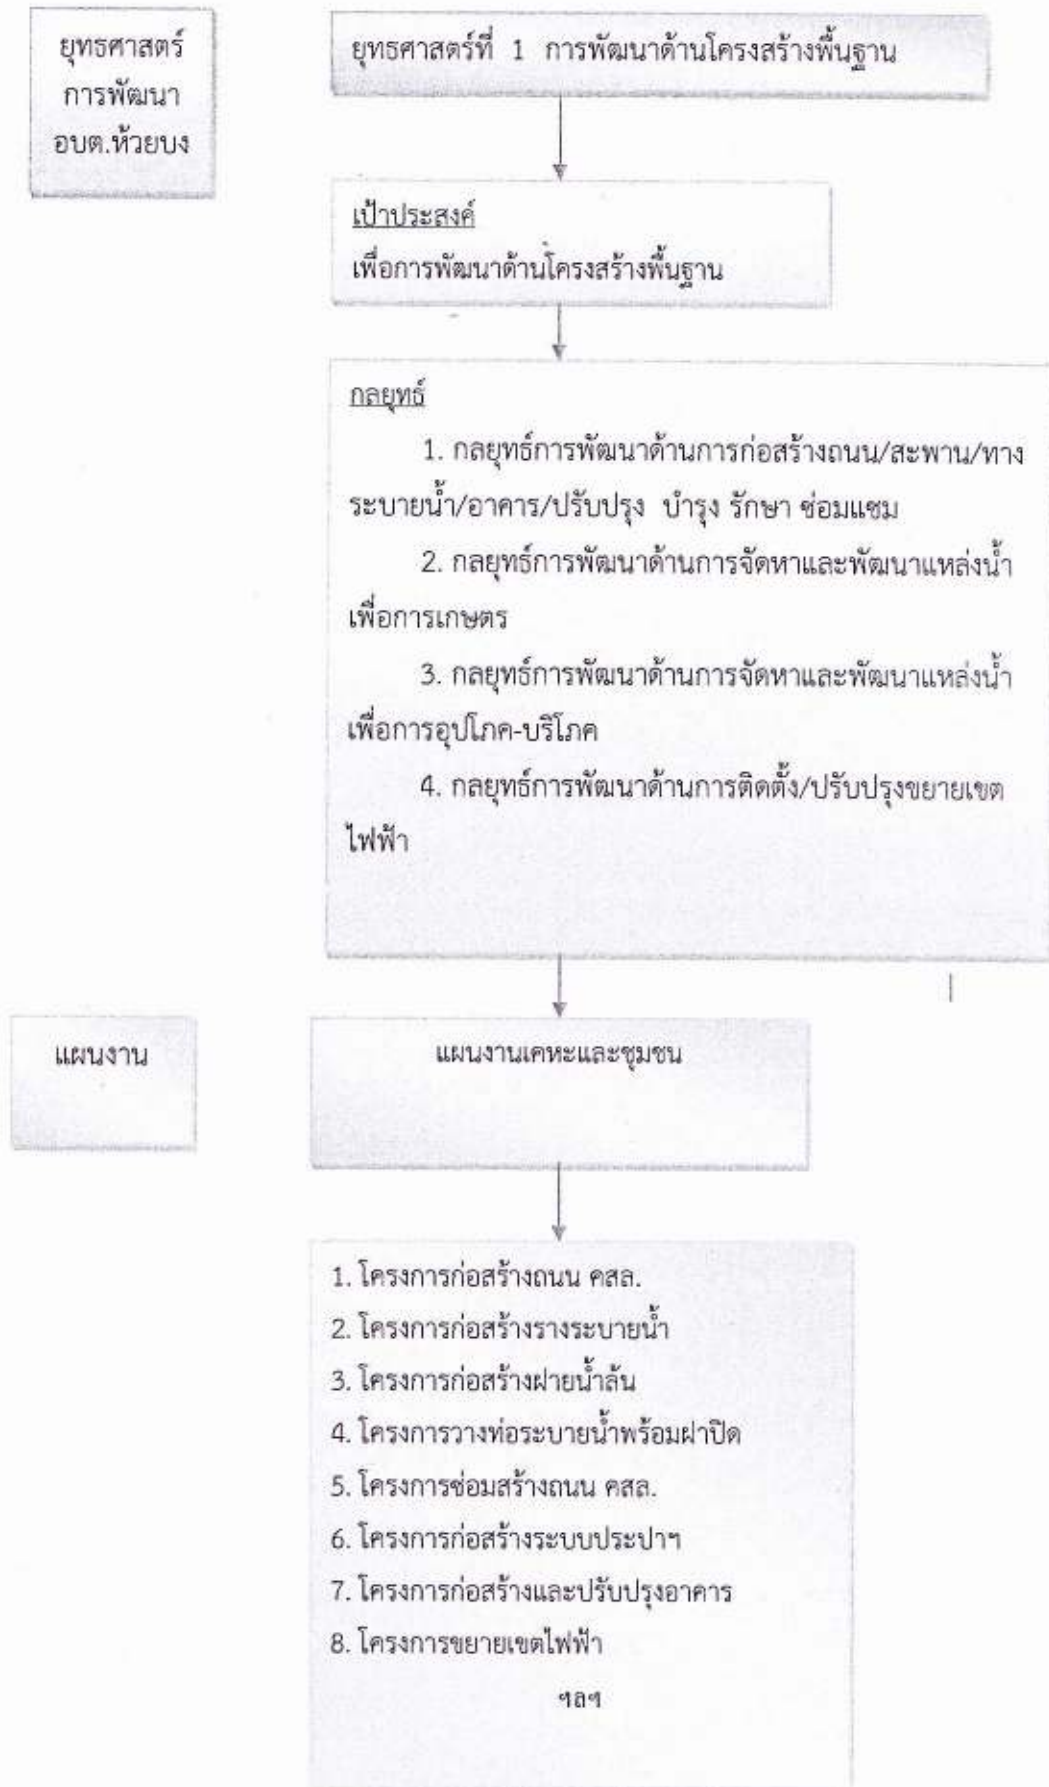 ยุทธศาสตร์
การพัฒนา
อบต.ห้วยบง
ยุทธศาสตร์ที่ 1 การพัฒนาด้านโครงสร้างพื้นฐาน
เป้าประสงค์
เพื่อการพัฒนาด้านโครงสร้างพื้นฐาน
กลยุทธ์
1. กลยุทธ์การพัฒนาด้านการก่อสร้างถนน/สะพาน/ทาง
ระบายน้ำ/อาคาร/ปรับปรุง บำรุง รักษา ซ่อมแซม
2. กลยุทธ์การพัฒนาด้านการจัดหาและพัฒนาแหล่งน้ำ
เพื่อการเกษตร
3. กลยุทธ์การพัฒนาด้านการจัดหาและพัฒนาแหล่งน้ำ
เพื่อการอุปโภค-บริโภค
4. กลยุทธ์การพัฒนาด้านการติดตั้ง/ปรับปรุงขยายเขต
ไฟฟ้า
แผนงาน
แผนงานเคหะและชุมชน
1. โครงการก่อสร้างถนน คสล.
2. โครงการก่อสร้างรางระบายน้ำ
3. โครงการก่อสร้างฝายน้ำล้น
4. โครงการวางท่อระบายน้ำพร้อมฝาปิด
5. โครงการซ่อมสร้างถนน คสล.
6. โครงการก่อสร้างระบบประปาฯ
7. โครงการก่อสร้างและปรับปรุงอาคาร
8. โครงการขยายเขตไฟฟ้า
ฯลฯ